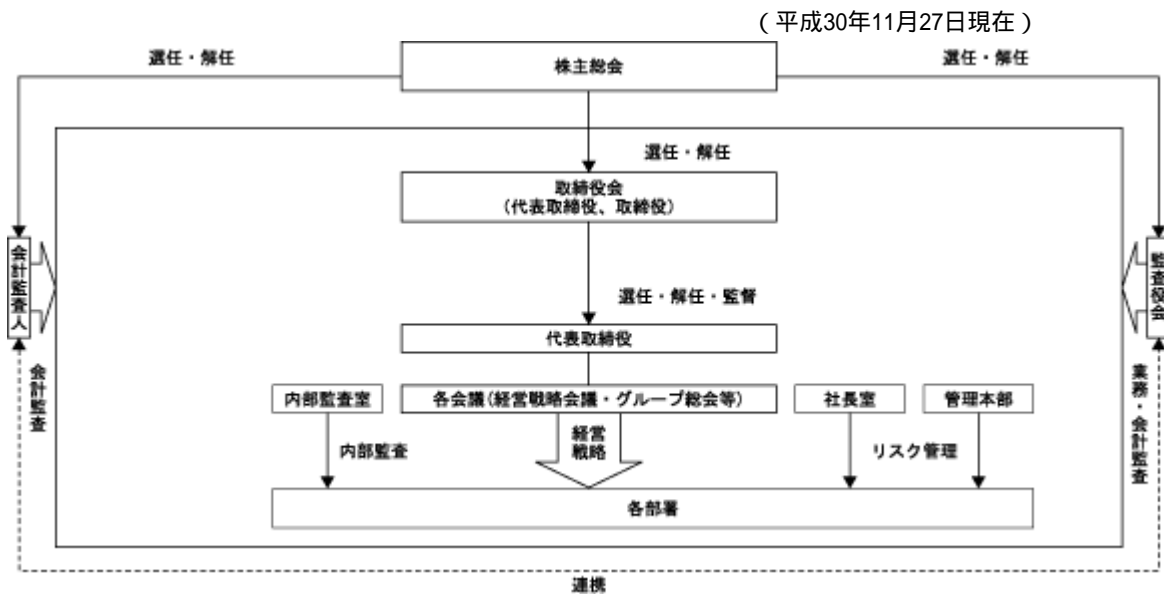 （平成30年11月27日現在）
選任・解任
株主総会
選任・解任
選任・解任
取締役会
（代表取締役、取締役）
会計監査人
監査役会
選任・解任・監督
代表取締役
会計監査
業務・会計監査
内部監査室
各会議(経営戦略会議・グループ総会等)
社長室
管理本部
内部監査
経営
戦略
リスク管理
各部署
連携